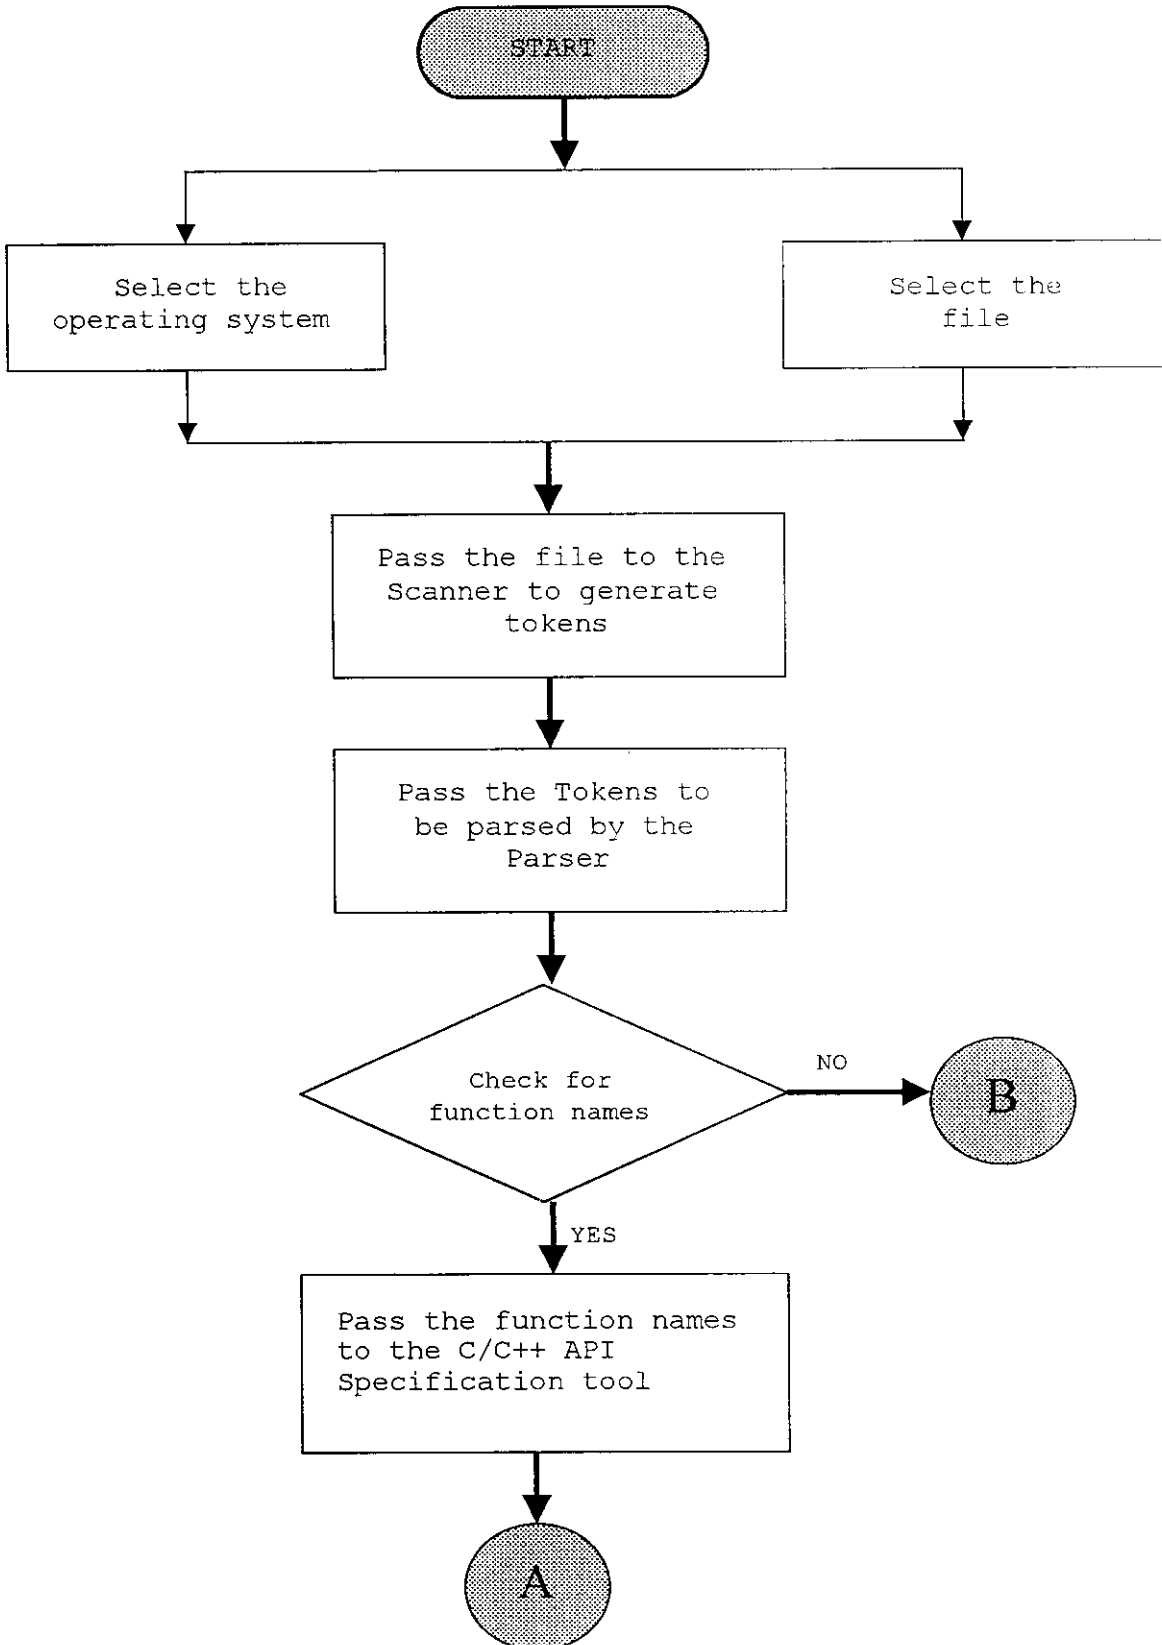 START
Select the
operating system
Select the
file
Pass the file to the
Scanner to generate
tokens
Pass the Tokens to
be parsed by the
Parser
Check for
function names
NO
B
YES
Pass the function names
to the C/C++ API
Specification tool
A